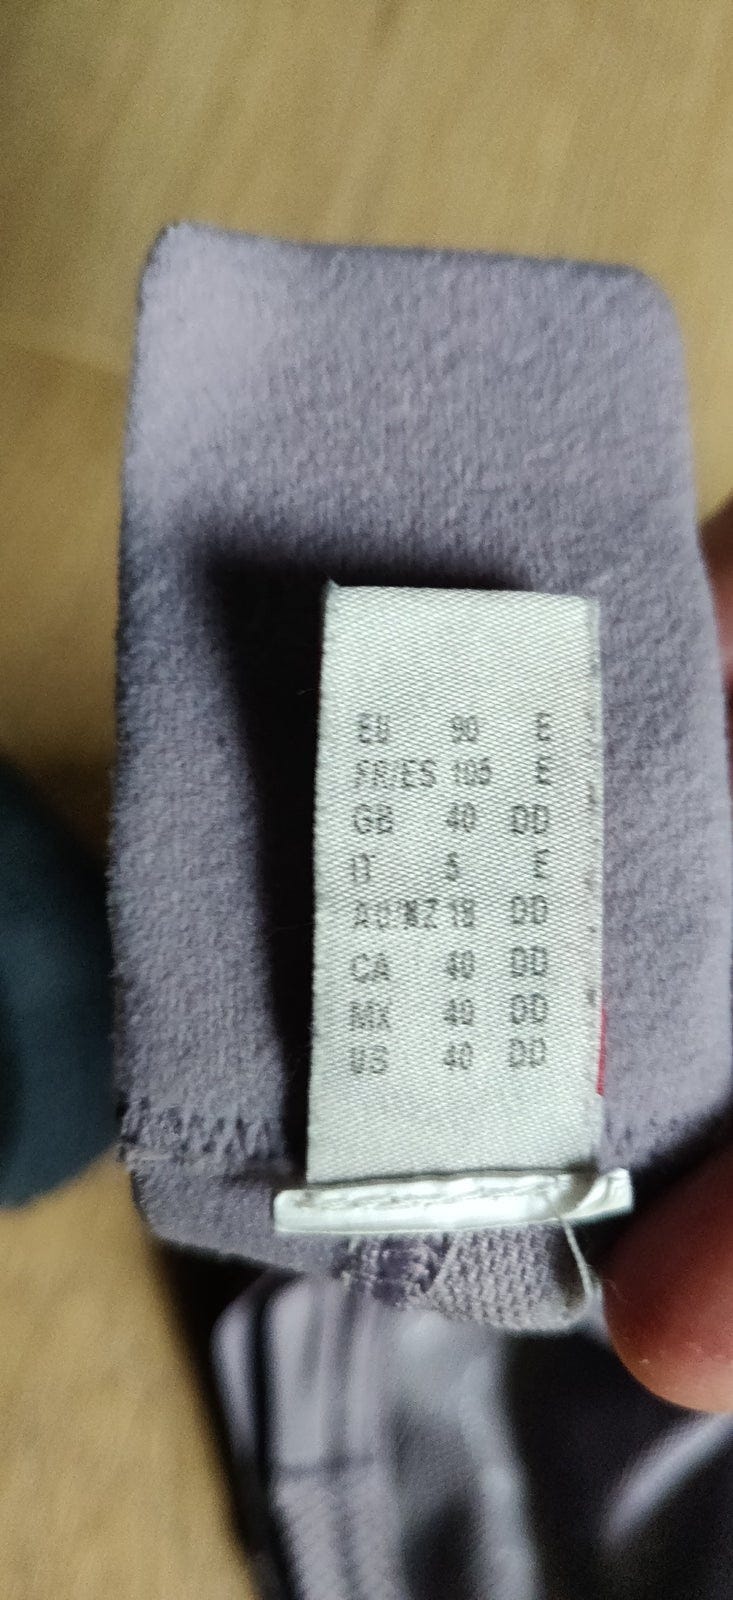 EU 90 E
FR/ES 105 E
GB 40 DD
IT 5 E
AU/NZ 18 DD
CA 40 DD
MX 40 DD
US 40 DD